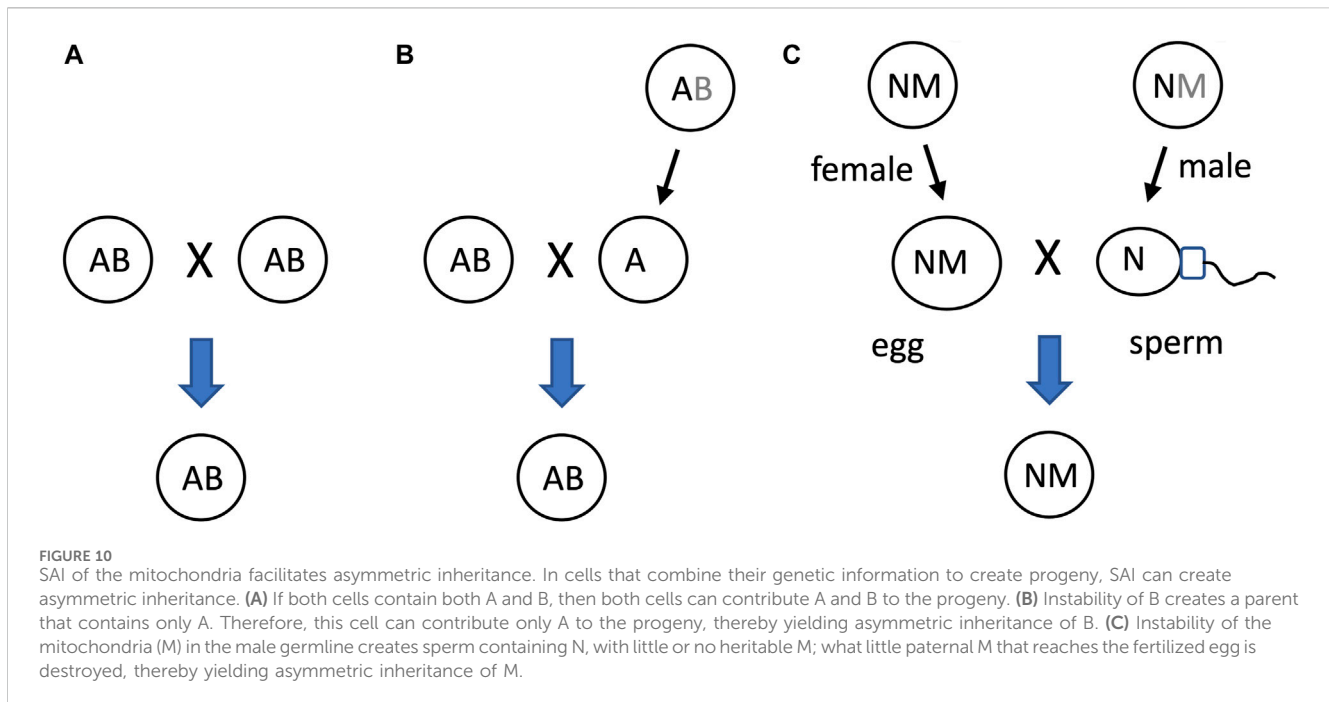 A
B
C
AB
NM
NM
female
male
AB
X
AB
AB
X
A
NM
X
N
egg
sperm
AB
AB
NM
FIGURE 10
SAI of the mitochondria facilitates asymmetric inheritance. In cells that combine their genetic information to create progeny, SAI can create
asymmetric inheritance. (A) If both cells contain both A and B, then both cells can contribute A and B to the progeny. (B) Instability of B creates a parent
that contains only A. Therefore, this cell can contribute only A to the progeny, thereby yielding asymmetric inheritance of B. (C) Instability of the
mitochondria (M) in the male germline creates sperm containing N, with little or no heritable M; what little paternal M that reaches the fertilized egg is
destroyed, thereby yielding asymmetric inheritance of M.